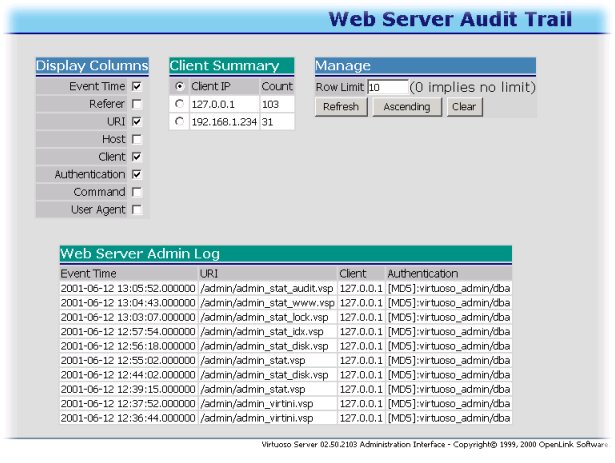 Web Server Audit Trail
Display Columns
Event Time
Referer
URI
Host
Client
Authentication
Command
User Agent
Client Summary
Client IP Count
127.0.0.1 103
192.168.1.234 31
Manage
Row Limit 10 (0 implies no limit)
Refresh Ascending Clear
Web Server Admin Log
Event Time URI Client Authentication
2001-06-12 13:05:52.000000 /admin/admin_stat_audit.vsp 127.0.0.1 [MD5]:virtuoso_admin/dba
2001-06-12 13:04:43.000000 /admin/admin_stat_www.vsp 127.0.0.1 [MD5]:virtuoso_admin/dba
2001-06-12 13:03:07.000000 /admin/admin_stat_lock.vsp 127.0.0.1 [MD5]:virtuoso_admin/dba
2001-06-12 12:57:54.000000 /admin/admin_stat_idx.vsp 127.0.0.1 [MD5]:virtuoso_admin/dba
2001-06-12 12:56:18.000000 /admin/admin_stat_disk.vsp 127.0.0.1 [MD5]:virtuoso_admin/dba
2001-06-12 12:55:02.000000 /admin/admin_stat.vsp 127.0.0.1 [MD5]:virtuoso_admin/dba
2001-06-12 12:44:02.000000 /admin/admin_stat_disk.vsp 127.0.0.1 [MD5]:virtuoso_admin/dba
2001-06-12 12:39:15.000000 /admin/admin_stat.vsp 127.0.0.1 [MD5]:virtuoso_admin/dba
2001-06-12 12:37:52.000000 /admin/admin_virtini.vsp 127.0.0.1 [MD5]:virtuoso_admin/dba
2001-06-12 12:36:44.000000 /admin/admin_virtini.vsp 127.0.0.1 [MD5]:virtuoso_admin/dba
Virtuoso Server 02.50.2103 Administration Interface - Copyright© 1999, 2000 OpenLink Software